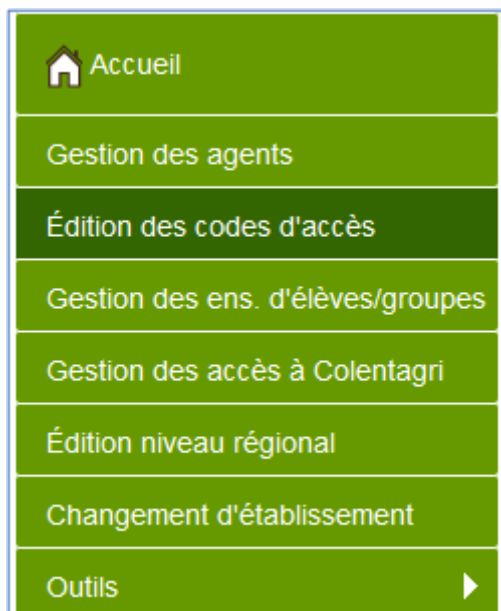 Accueil
Gestion des agents
Édition des codes d'accès
Gestion des ens. d'élèves/groupes
Gestion des accès à Colentagri
Édition niveau régional
Changement d'établissement
Outils